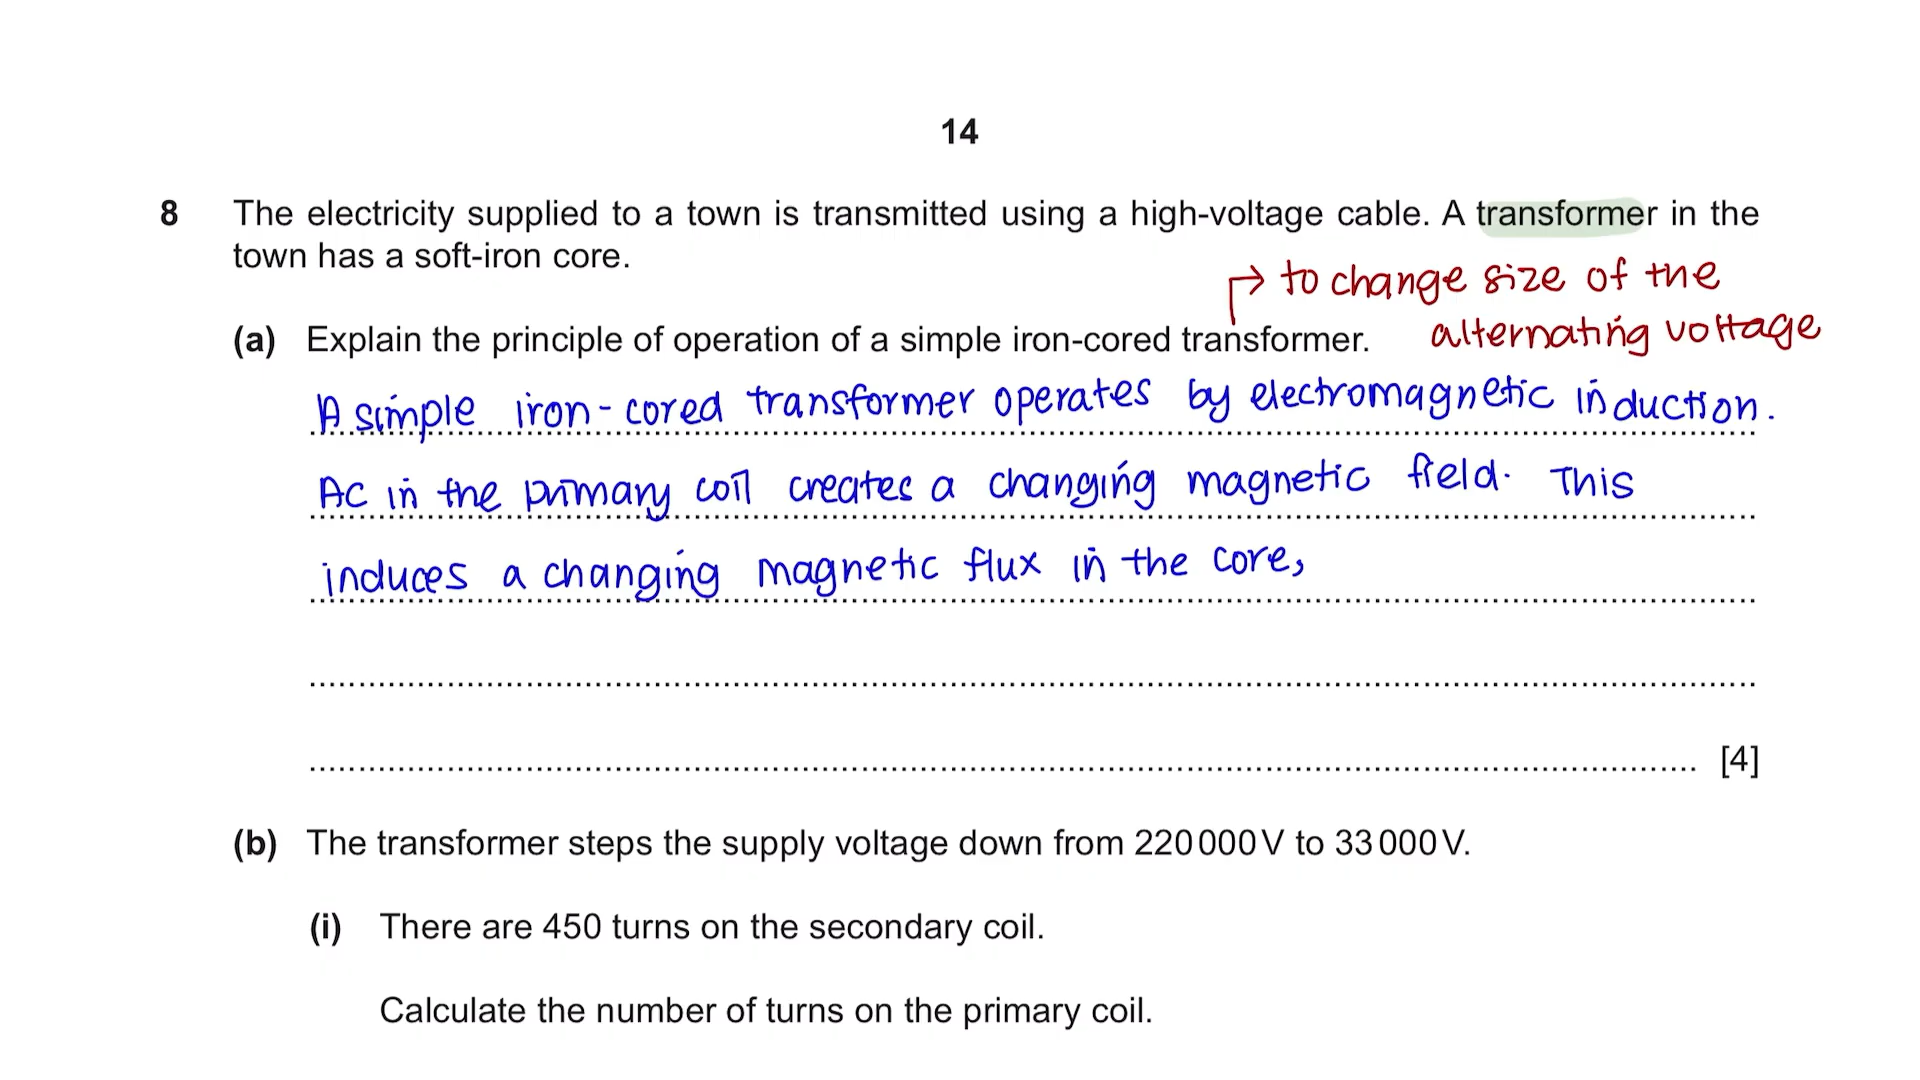 14
8 The electricity supplied to a town is transmitted using a high-voltage cable. A transformer in the
town has a soft-iron core.
→ to change size of the
alternating voltage
(a) Explain the principle of operation of a simple iron-cored transformer.
A simple iron-cored transformer operates by electromagnetic induction.
AC in the primary coil creates a changing magnetic field. This
induces a changing magnetic flux in the core,
[4]
(b) The transformer steps the supply voltage down from 220 000 V to 33 000 V.
(i) There are 450 turns on the secondary coil.
Calculate the number of turns on the primary coil.